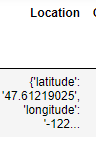 Location
{'latitude':
'47.61219025',
'longitude':
'-122...